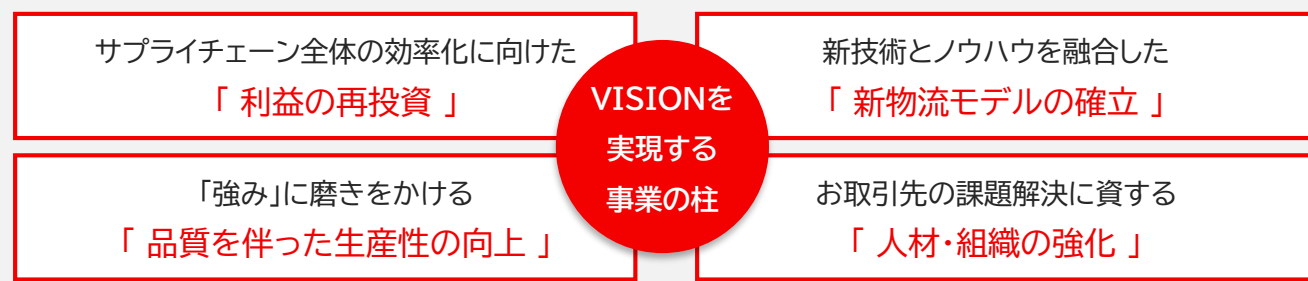 サプライチェーン全体の効率化に向けた
「 利益の再投資 」
新技術とノウハウを融合した
「 新物流モデルの確立 」
VISIONを
実現する
事業の柱
「強み」に磨きをかける
「 品質を伴った生産性の向上 」
お取引先の課題解決に資する
「 人材・組織の強化 」